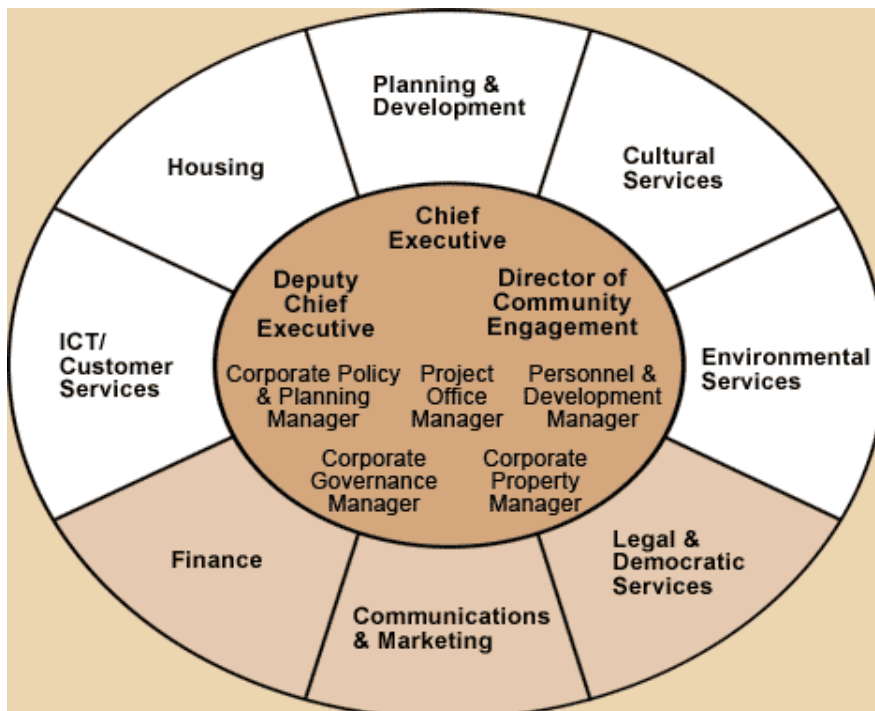 Planning &
Development
Housing
Cultural
Services
Chief
Executive
Deputy
Chief
Executive
Director of
Community
Engagement
ICT/
Customer
Services
Environmental
Services
Corporate Policy
& Planning
Manager
Project
Office
Manager
Personnel &
Development
Manager
Corporate
Governance
Manager
Corporate
Property
Manager
Finance
Legal &
Democratic
Services
Communications
& Marketing